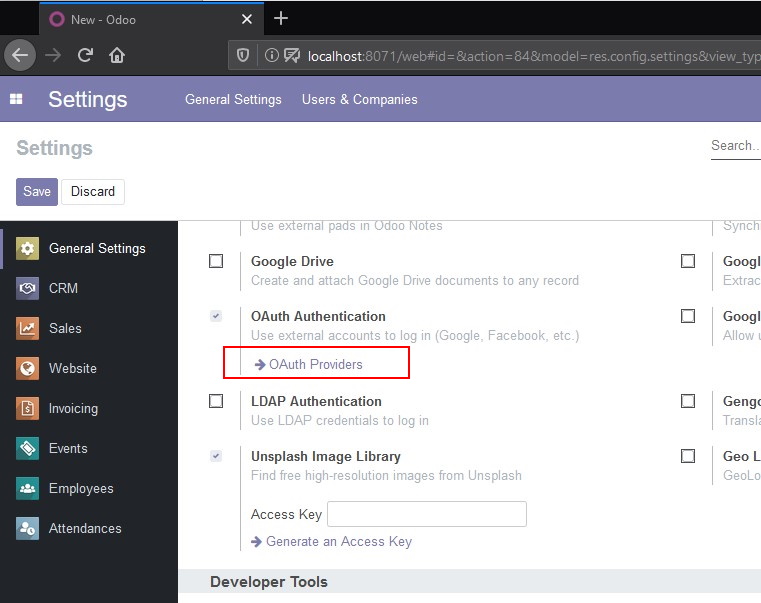 New - Odoo
localhost:8071/web#id=&action=84&model=res.config.settings&view_typ
Settings General Settings Users & Companies
Settings
Search..
Save Discard
General Settings
CRM
Sales
Website
Invoicing
Events
Employees
Attendances
Use external pads in Odoo Notes
Synch
Google Drive
Create and attach Google Drive documents to any record
Googl
Extrac
OAuth Authentication
Use external accounts to log in (Google, Facebook, etc.)
OAuth Providers
Googl
Allow u
LDAP Authentication
Use LDAP credentials to log in
Gengo
Transla
Unsplash Image Library
Find free high-resolution images from Unsplash
Access Key
Generate an Access Key
Geo L
GeoLo
Developer Tools